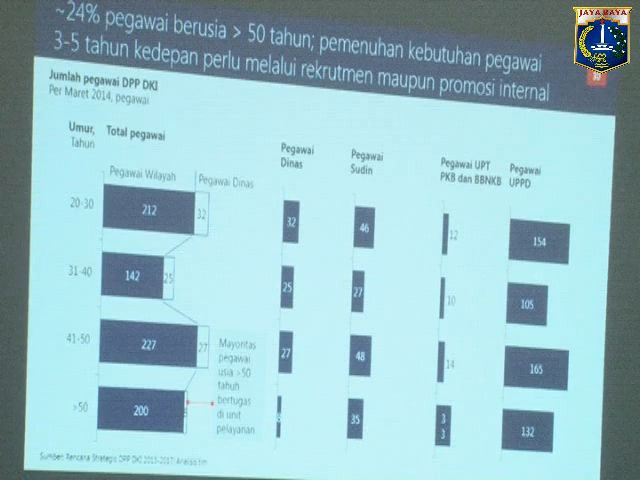 ~24% pegawai berusia > 50 tahun; pemenuhan kebutuhan pegawai
3-5 tahun kedepan perlu melalui rekrutmen maupun promosi internal
JAYA RAYA
Jumlah pegawai DPP DKI
Per Maret 2014, pegawai
Umur,
Tahun
Total pegawai
Pegawai
Dinas
Pegawai
Sudin
Pegawai UPT
PKB dan BBNKB
Pegawai
UPPD
Pegawai Wilayah
Pegawai Dinas
20-30 212 32 32 46 12 154
31-40 142 25 25 27 10 105
41-50 227 27 27 48 14 165
>50 200 8 35 33 132
Mayoritas
pegawai
usia >50
tahuh
bertugas
di unit
pelayanan
Sumber: Rencana Strategic DPP DKI 2013-2017; Analisis tim